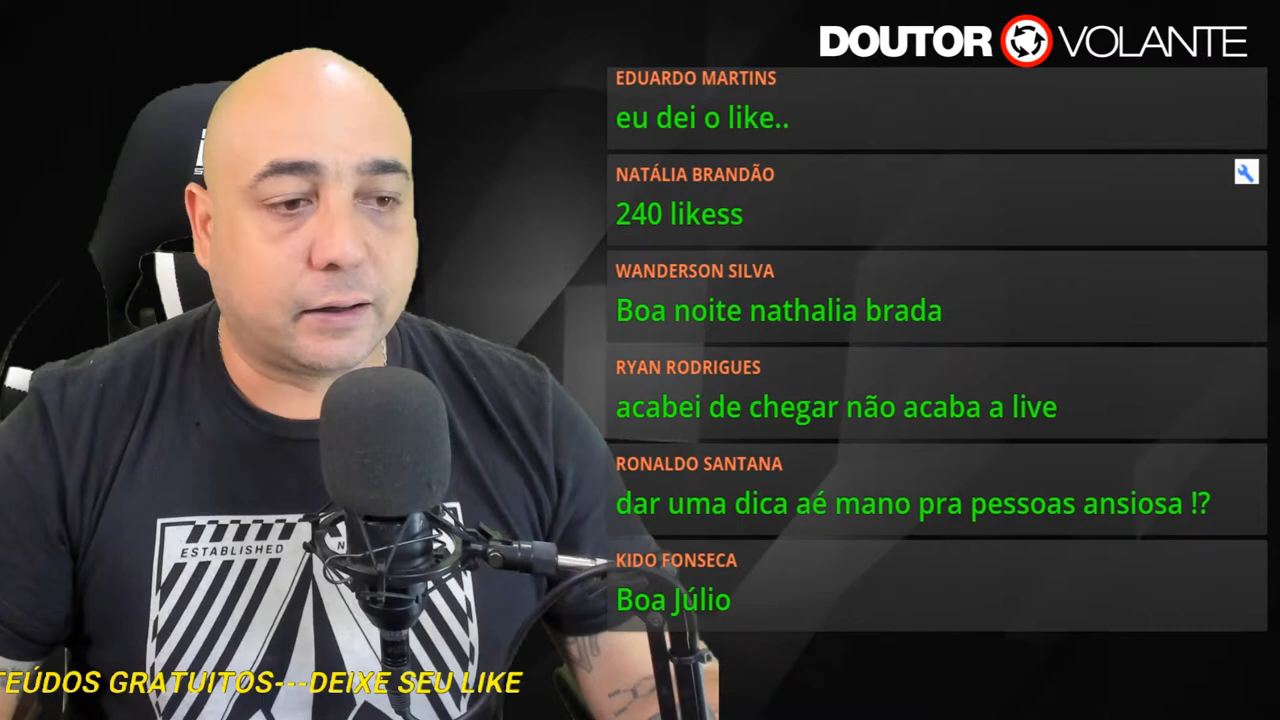 DOUTOR VOLANTE
EDUARDO MARTINS
eu dei o like..
NATÁLIA BRANDÃO
240 likess
WANDERSON SILVA
Boa noite nathalia brada
RYAN RODRIGUES
acabei de chegar não acaba a live
RONALDO SANTANA
dar uma dica aé mano pra pessoas ansiosa !?
KIDO FONSECA
Boa Júlio
ESTABLISHED
TEÚDOS GRATUITOS---DEIXE SEU LIKE